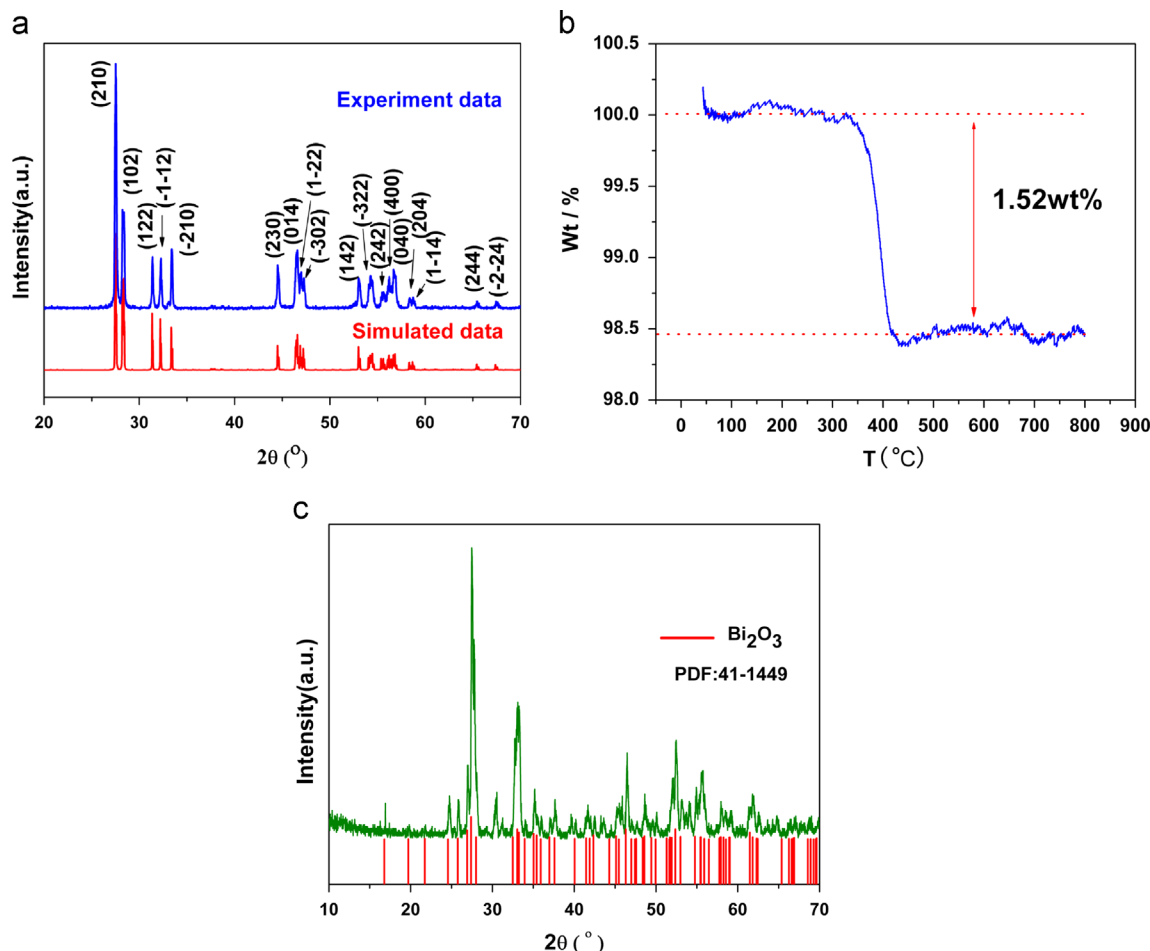 a
Intensity(a.u.)
(210)
(102)
(122)
(-1-12)
(-210)
(230)
(014)
(1-22)
(-302)
(142)
(-322)
(242)
(400)
(040)
(204)
(1-14)
(244)
(-2-24)
Experiment data
Simulated data
20 30 40 50 60 70
2θ (°)
b
Wt / %
100.5
100.0
99.5
99.0
98.5
98.0
1.52wt%
0 100 200 300 400 500 600 700 800 900
T (°C)
c
Intensity(a.u.)
Bi₂O₃
PDF:41-1449
10 20 30 40 50 60 70
2θ (°)